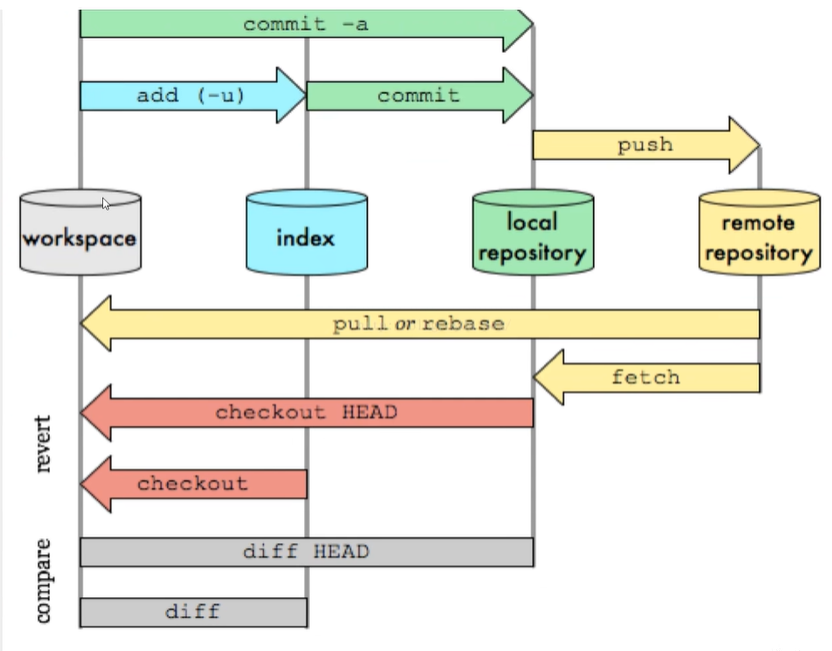 commit -a
add (-u)
commit
push
workspace
index
local
repository
remote
repository
pull or rebase
fetch
revert
checkout HEAD
checkout
compare
diff HEAD
diff